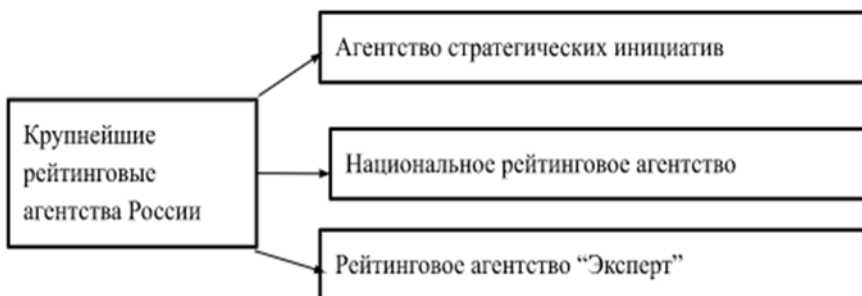 Агентство стратегических инициатив
Крупнейшие
рейтинговые
агентства России
Национальное рейтинговое агентство
Рейтинговое агентство “Эксперт”